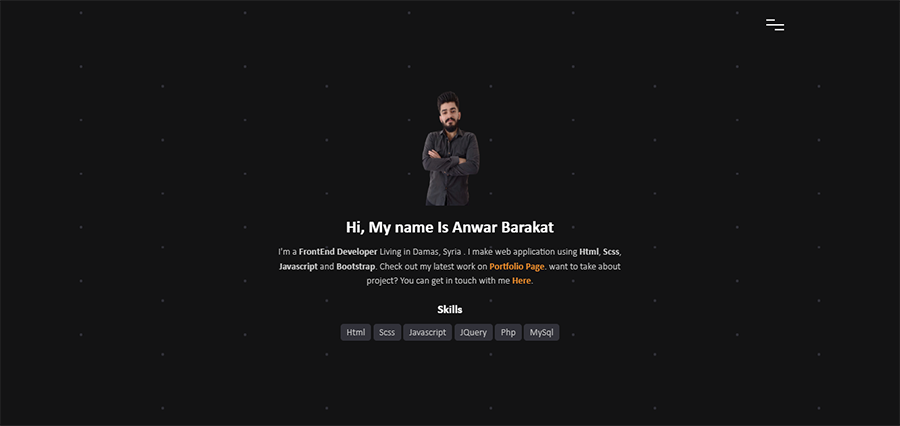 Hi, My name Is Anwar Barakat
I'm a FrontEnd Developer Living in Damas, Syria . I make web application using Html, Scss,
Javascript and Bootstrap. Check out my latest work on Portfolio Page. want to take about
project? You can get in touch with me Here.
Skills
Html Scss Javascript JQuery Php MySql